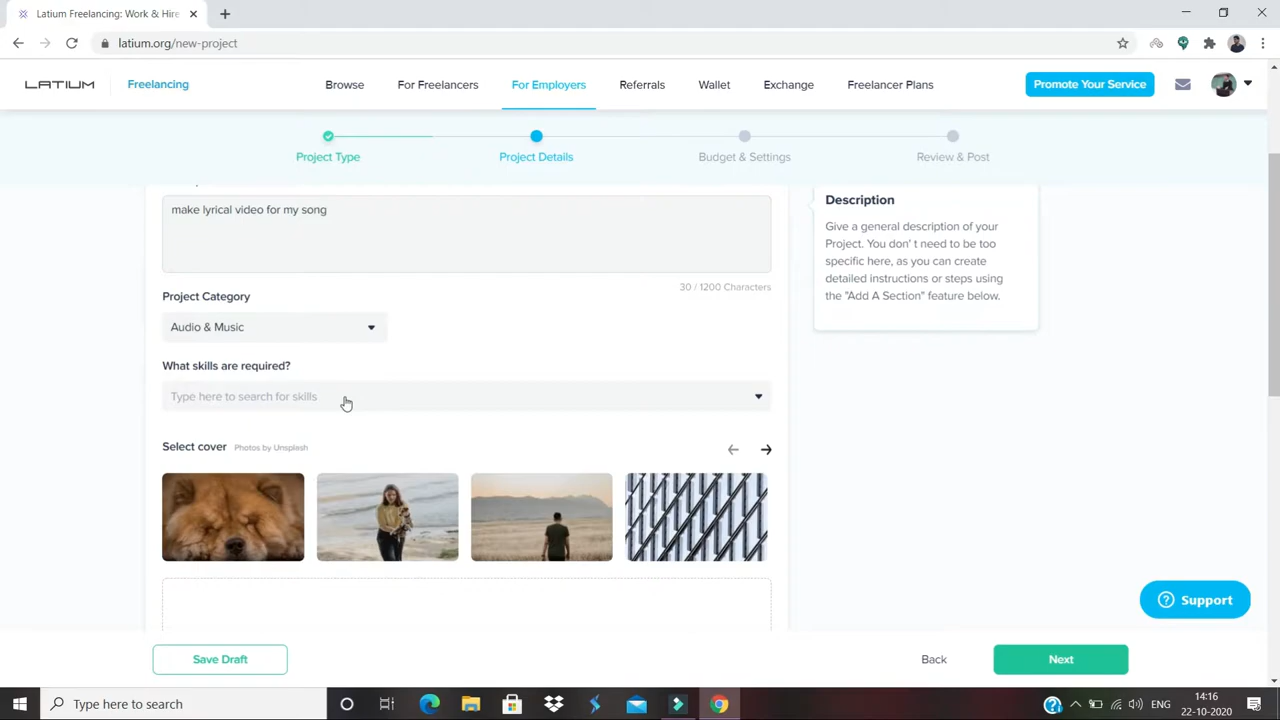 Latium Freelancing: Work & Hire
latium.org/new-project
LATIUM
Freelancing
Browse
For Freelancers
For Employers
Referrals
Wallet
Exchange
Freelancer Plans
Promote Your Service
Project Type
Project Details
Budget & Settings
Review & Post
make lyrical video for my song
30 / 1200 Characters
Description
Give a general description of your
Project. You don' t need to be too
specific here, as you can create
detailed instructions or steps using
the "Add A Section" feature below.
Project Category
Audio & Music
What skills are required?
Type here to search for skills
Select cover Photos by Unsplash
Support
Save Draft
Back
Next
Type here to search
ENG
14:16
22-10-2020